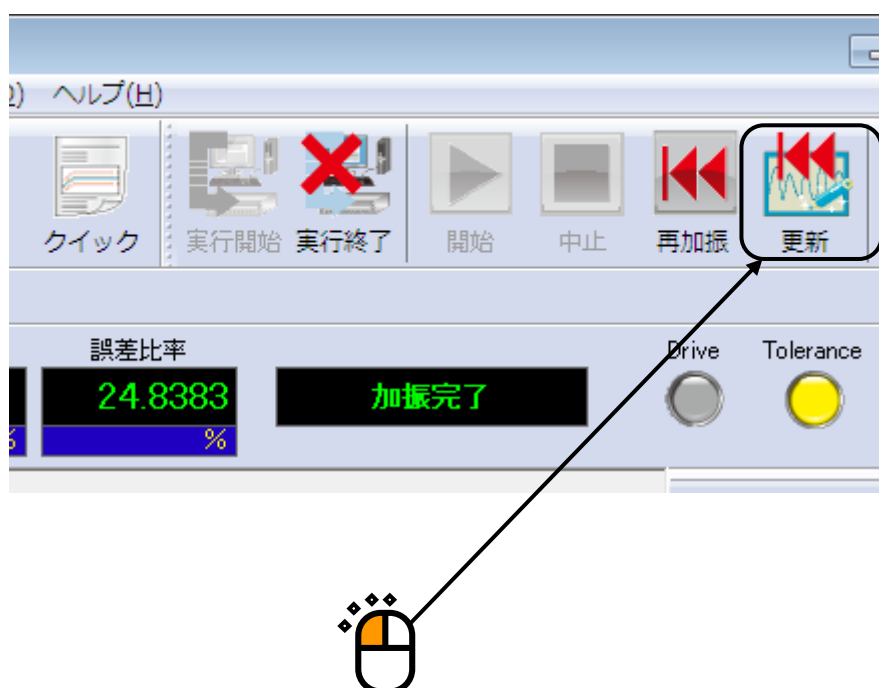 ヘルプ(H)
クイック 実行開始 実行終了 開始 中止 再加振 更新
誤差比率 Drive Tolerance
24.8383 加振完了
% %